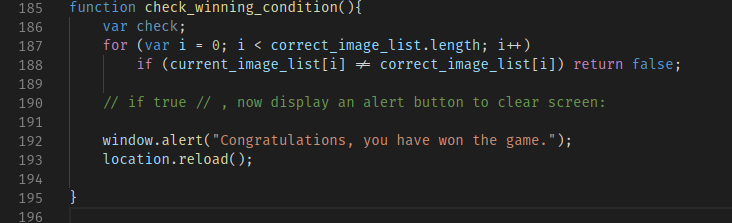 185 function check_winning_condition(){
186     var check;
187     for (var i = 0; i < correct_image_list.length; i++)
188         if (current_image_list[i] ≠ correct_image_list[i]) return false;
189
190     // if true // , now display an alert button to clear screen:
191
192     window.alert("Congratulations, you have won the game.");
193     location.reload();
194
195 }
196